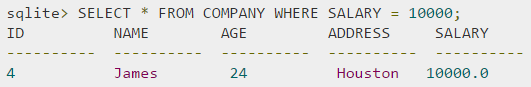 sqlite> SELECT * FROM COMPANY WHERE SALARY = 10000;
ID          NAME        AGE         ADDRESS     SALARY
----------  ----------  ----------  ----------  ----------
4           James       24          Houston   10000.0